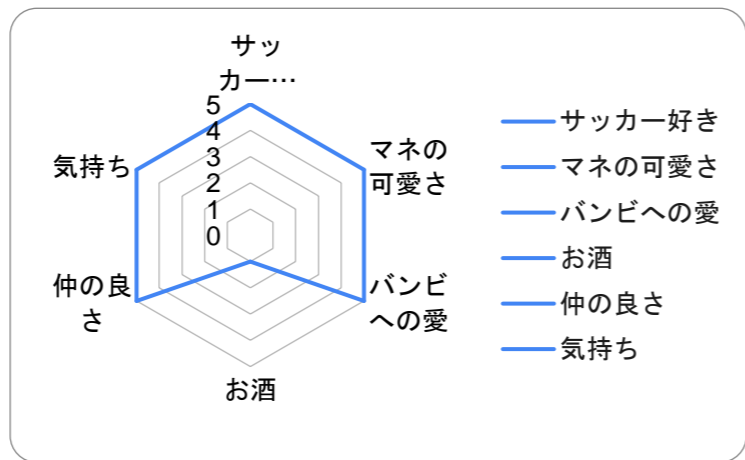 サッ
カー…
5
4
3
2
1
0
マネの
可愛さ
バンビ
への愛
お酒
仲の良
さ
気持ち
サッカー好き
マネの可愛さ
バンビへの愛
お酒
仲の良さ
気持ち